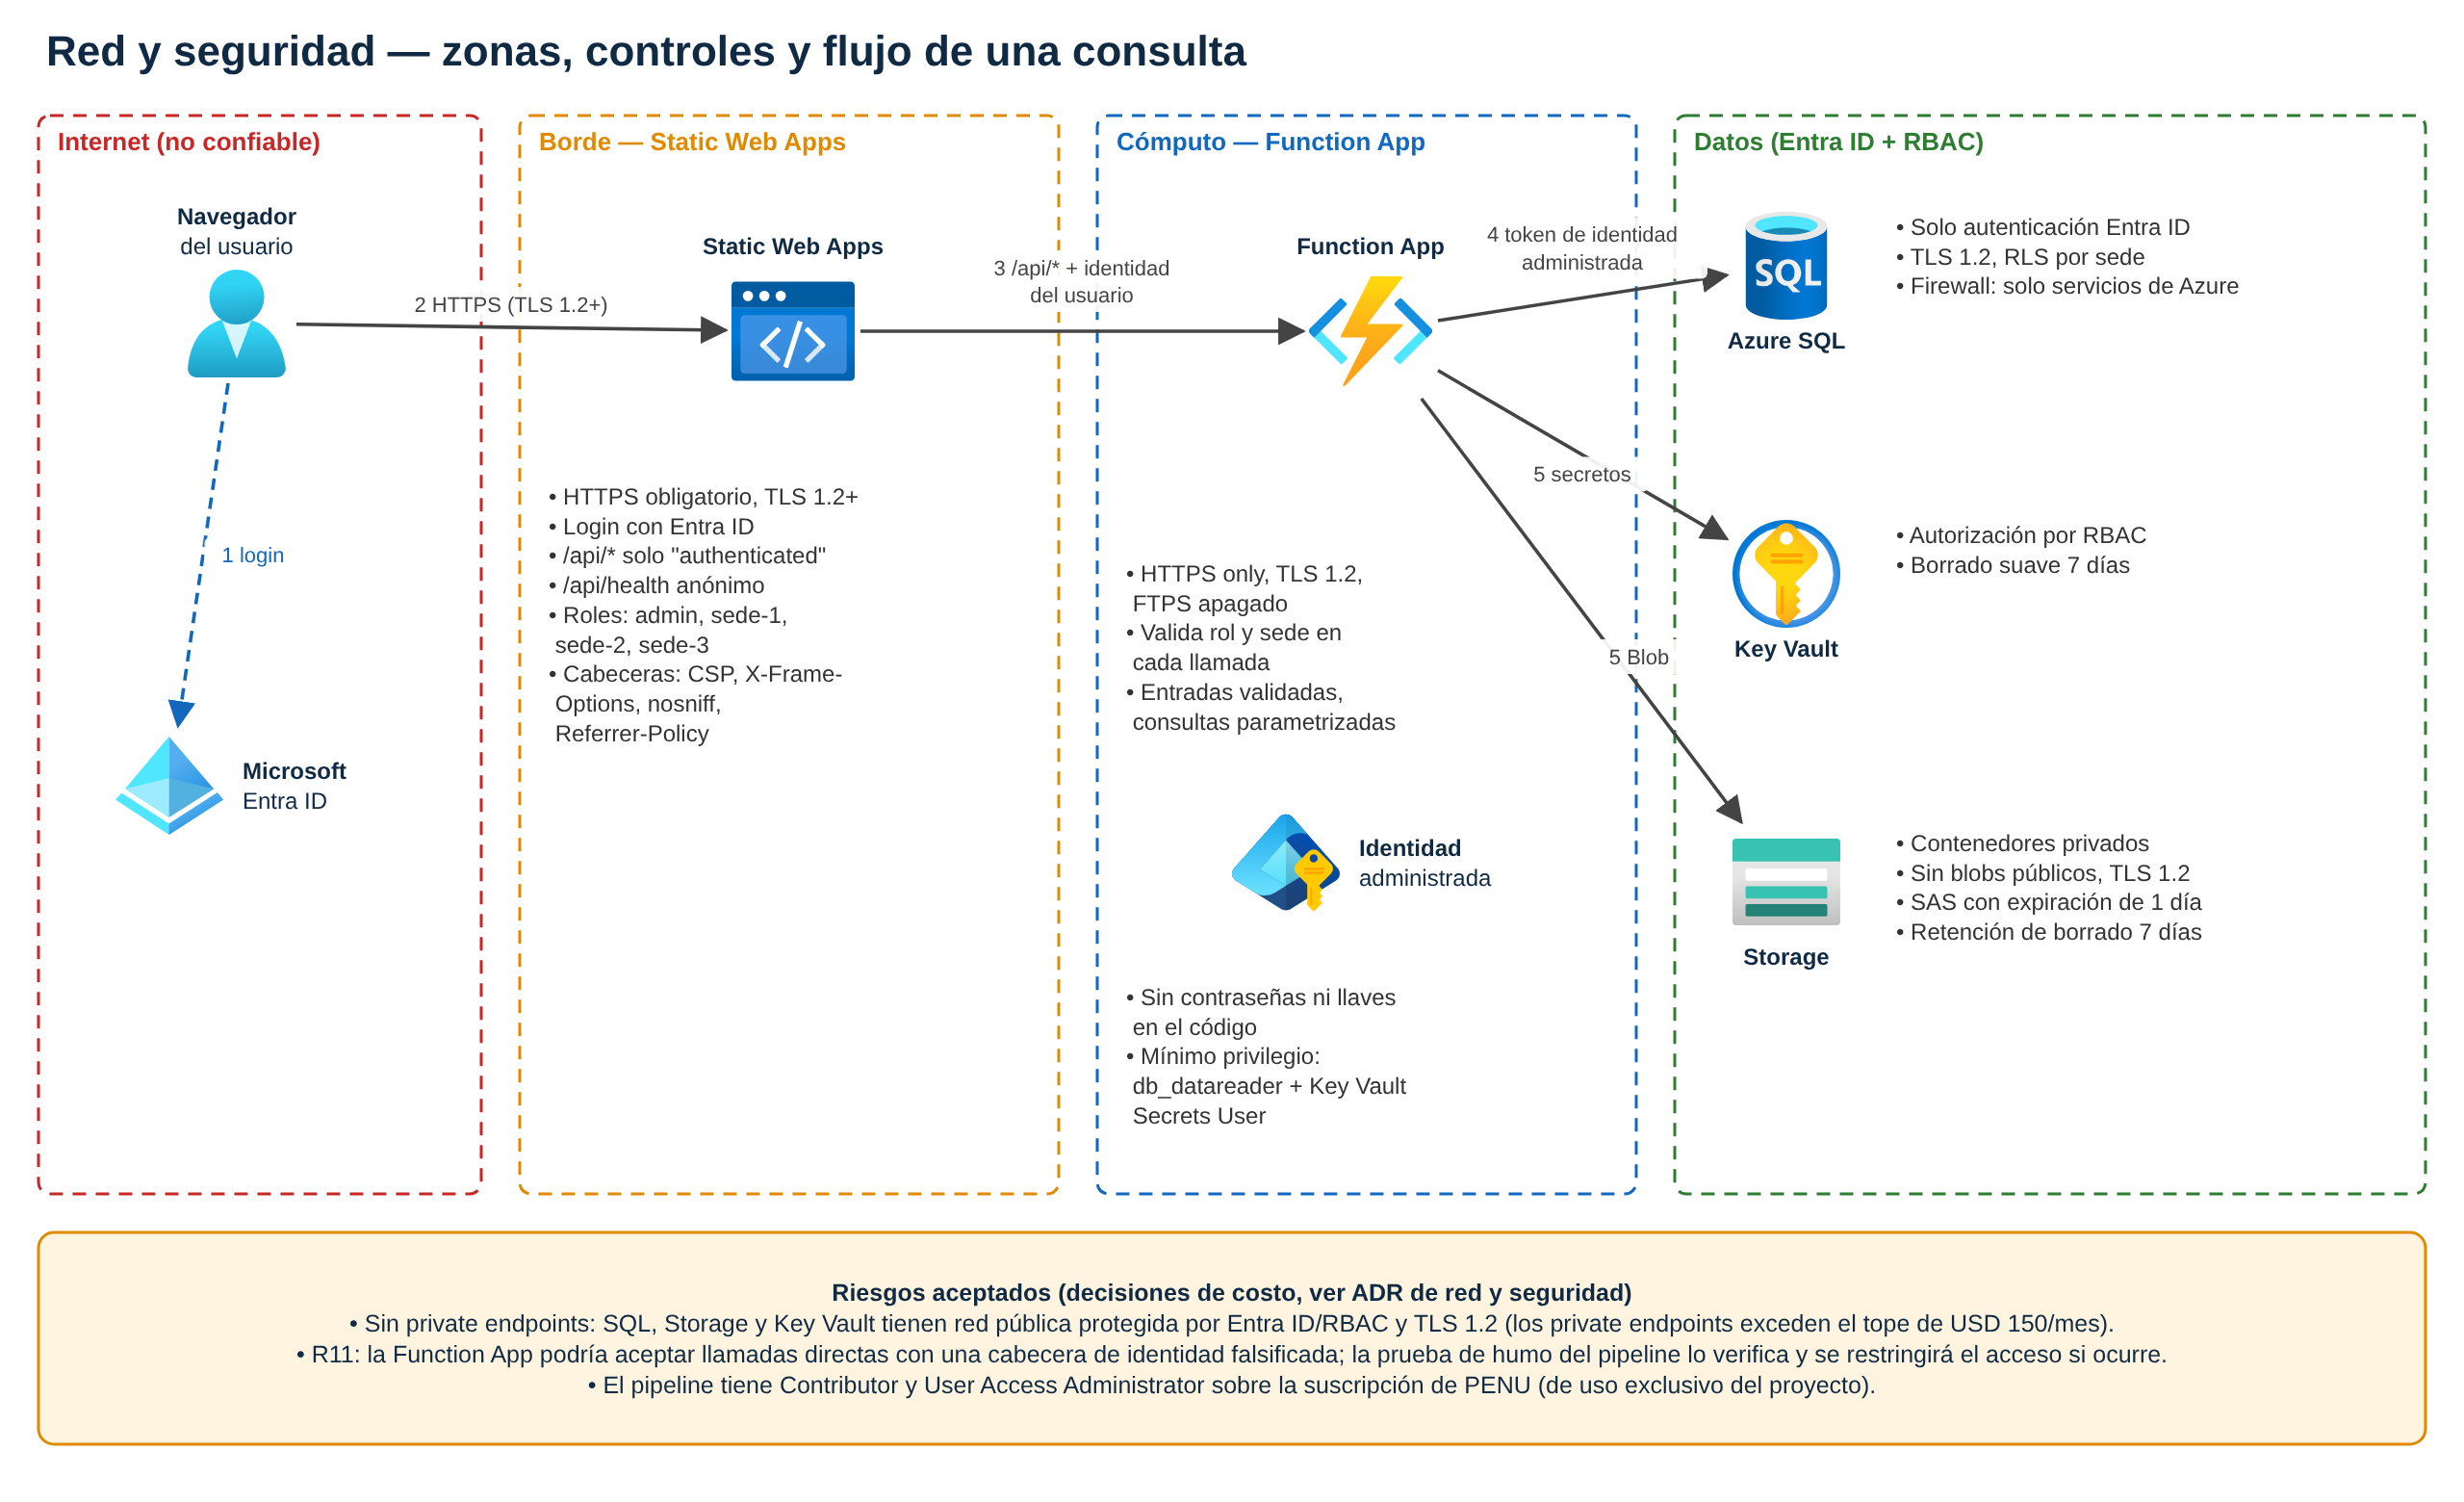 Red y seguridad — zonas, controles y flujo de una consulta
Internet (no confiable)
Navegador
del usuario
2 HTTPS (TLS 1.2+)
1 login
Microsoft
Entra ID
Borde — Static Web Apps
Static Web Apps
3 /api/* + identidad
del usuario
• HTTPS obligatorio, TLS 1.2+
• Login con Entra ID
• /api/* solo "authenticated"
• /api/health anónimo
• Roles: admin, sede-1,
sede-2, sede-3
• Cabeceras: CSP, X-Frame-
Options, nosniff,
Referrer-Policy
Cómputo — Function App
Function App
4 token de identidad
administrada
5 secretos
5 Blob
• HTTPS only, TLS 1.2,
FTPS apagado
• Valida rol y sede en
cada llamada
• Entradas validadas,
consultas parametrizadas
Identidad
administrada
• Sin contraseñas ni llaves
en el código
• Mínimo privilegio:
db_datareader + Key Vault
Secrets User
Datos (Entra ID + RBAC)
SQL
Azure SQL
• Solo autenticación Entra ID
• TLS 1.2, RLS por sede
• Firewall: solo servicios de Azure
Key Vault
• Autorización por RBAC
• Borrado suave 7 días
Storage
• Contenedores privados
• Sin blobs públicos, TLS 1.2
• SAS con expiración de 1 día
• Retención de borrado 7 días
Riesgos aceptados (decisiones de costo, ver ADR de red y seguridad)
• Sin private endpoints: SQL, Storage y Key Vault tienen red pública protegida por Entra ID/RBAC y TLS 1.2 (los private endpoints exceden el tope de USD 150/mes).
• R11: la Function App podría aceptar llamadas directas con una cabecera de identidad falsificada; la prueba de humo del pipeline lo verifica y se restringirá el acceso si ocurre.
• El pipeline tiene Contributor y User Access Administrator sobre la suscripción de PENU (de uso exclusivo del proyecto).